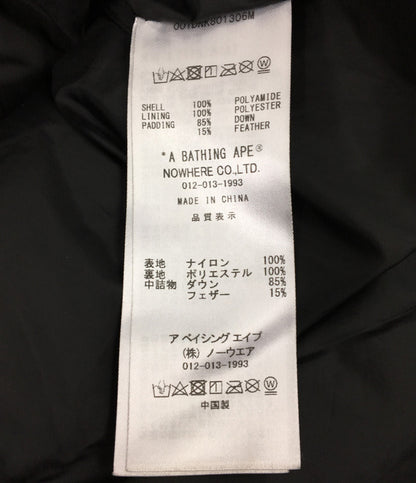 001DWK801306M
SHELL 100% POLYAMIDE
LINING 100% POLYESTER
PADDING 85% DOWN
15% FEATHER
*A BATHING APE®
NOWHERE CO.,LTD.
012-013-1993
MADE IN CHINA
品質表示
表地 ナイロン 100%
裏地 ポリエステル 100%
中詰物 ダウン 85%
フェザー 15%
ア ベイシング エイプ
(株) ノーウエア
012-013-1993
中国製